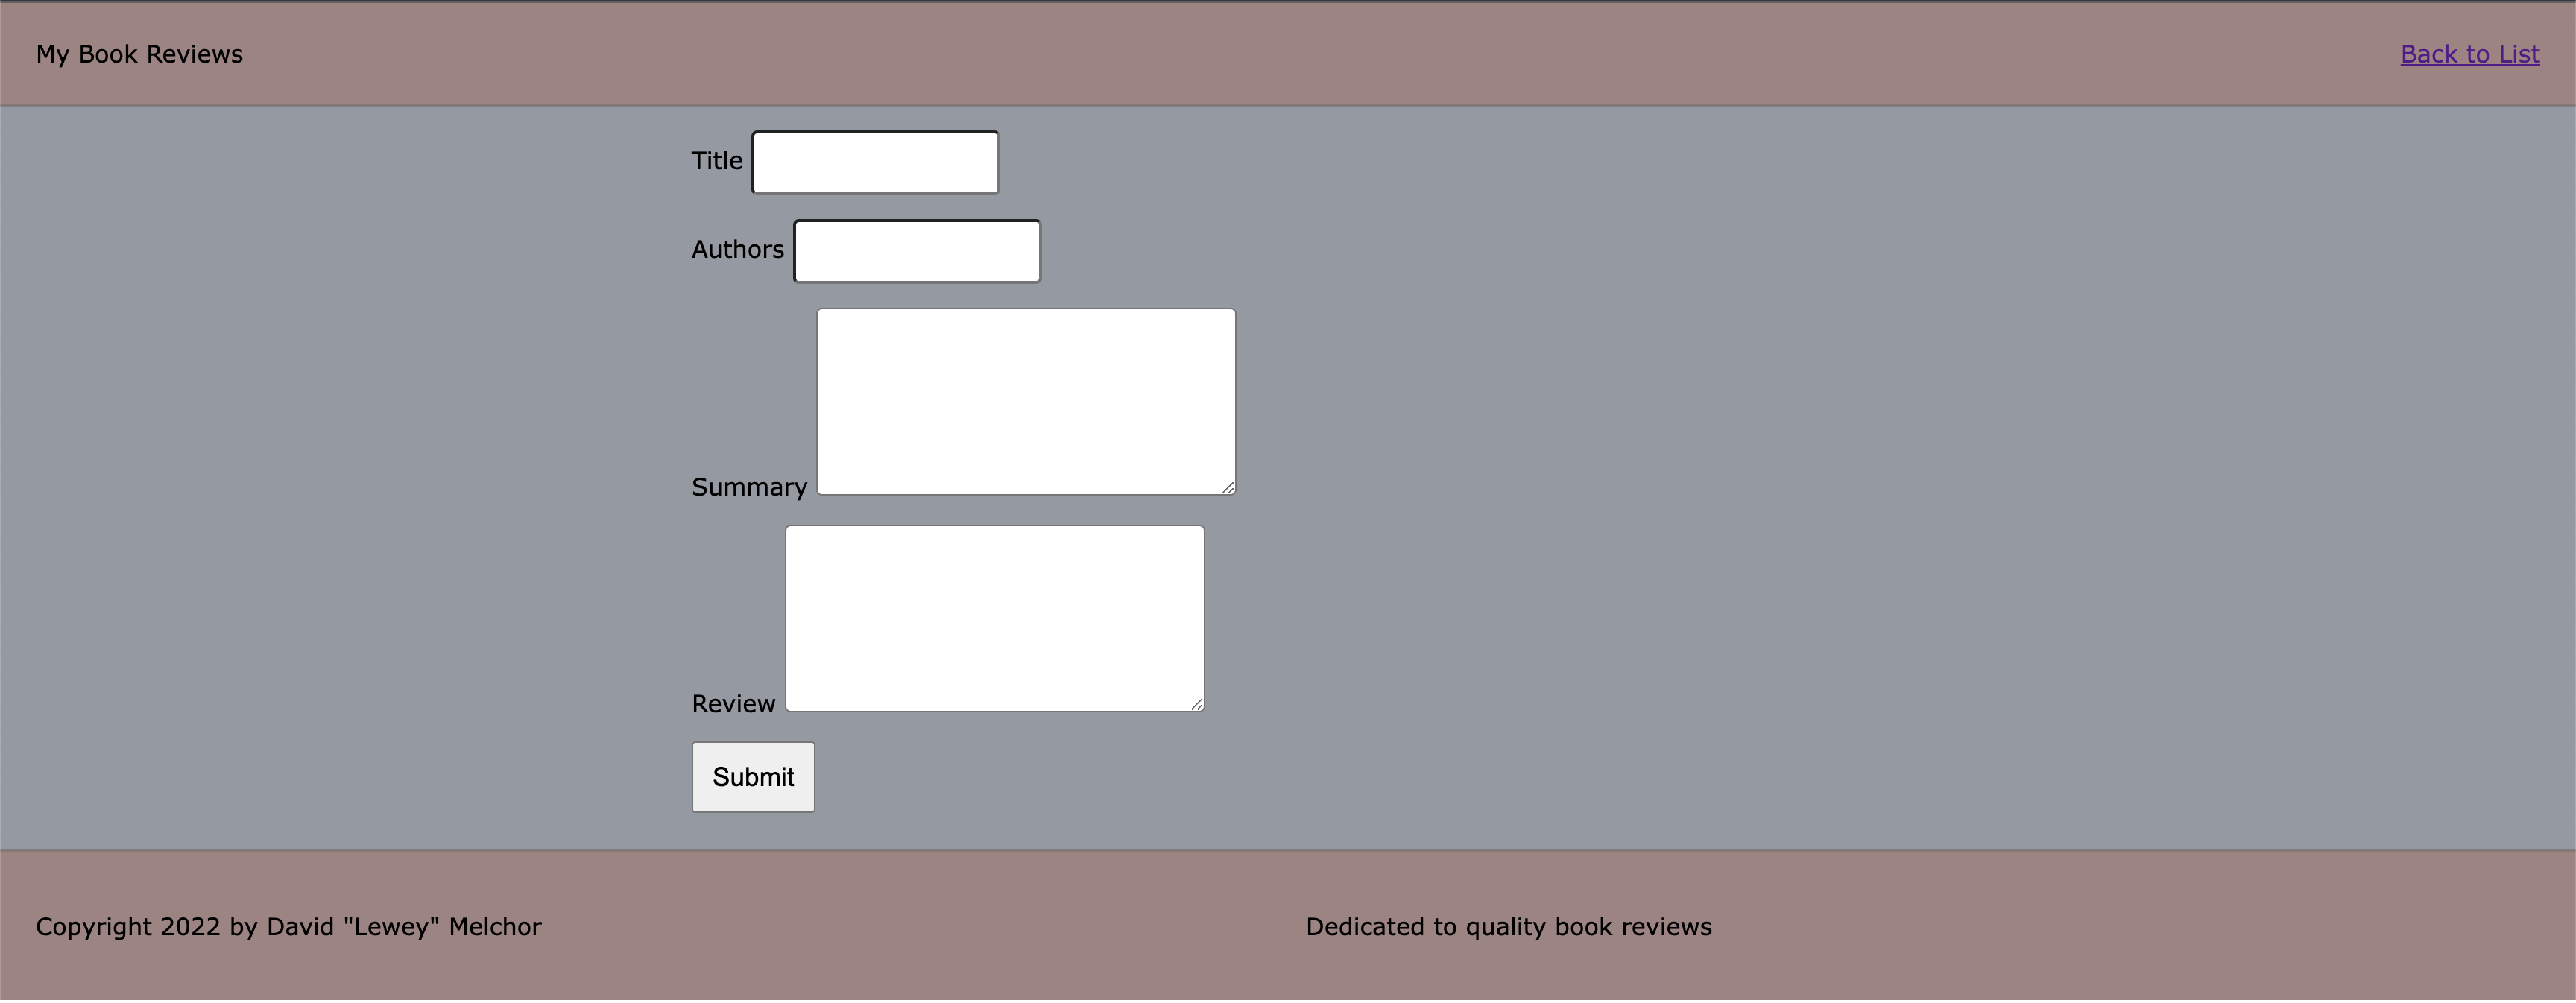 My Book Reviews
Back to List
Title
Authors
Summary
Review
Submit
Copyright 2022 by David "Lewey" Melchor
Dedicated to quality book reviews